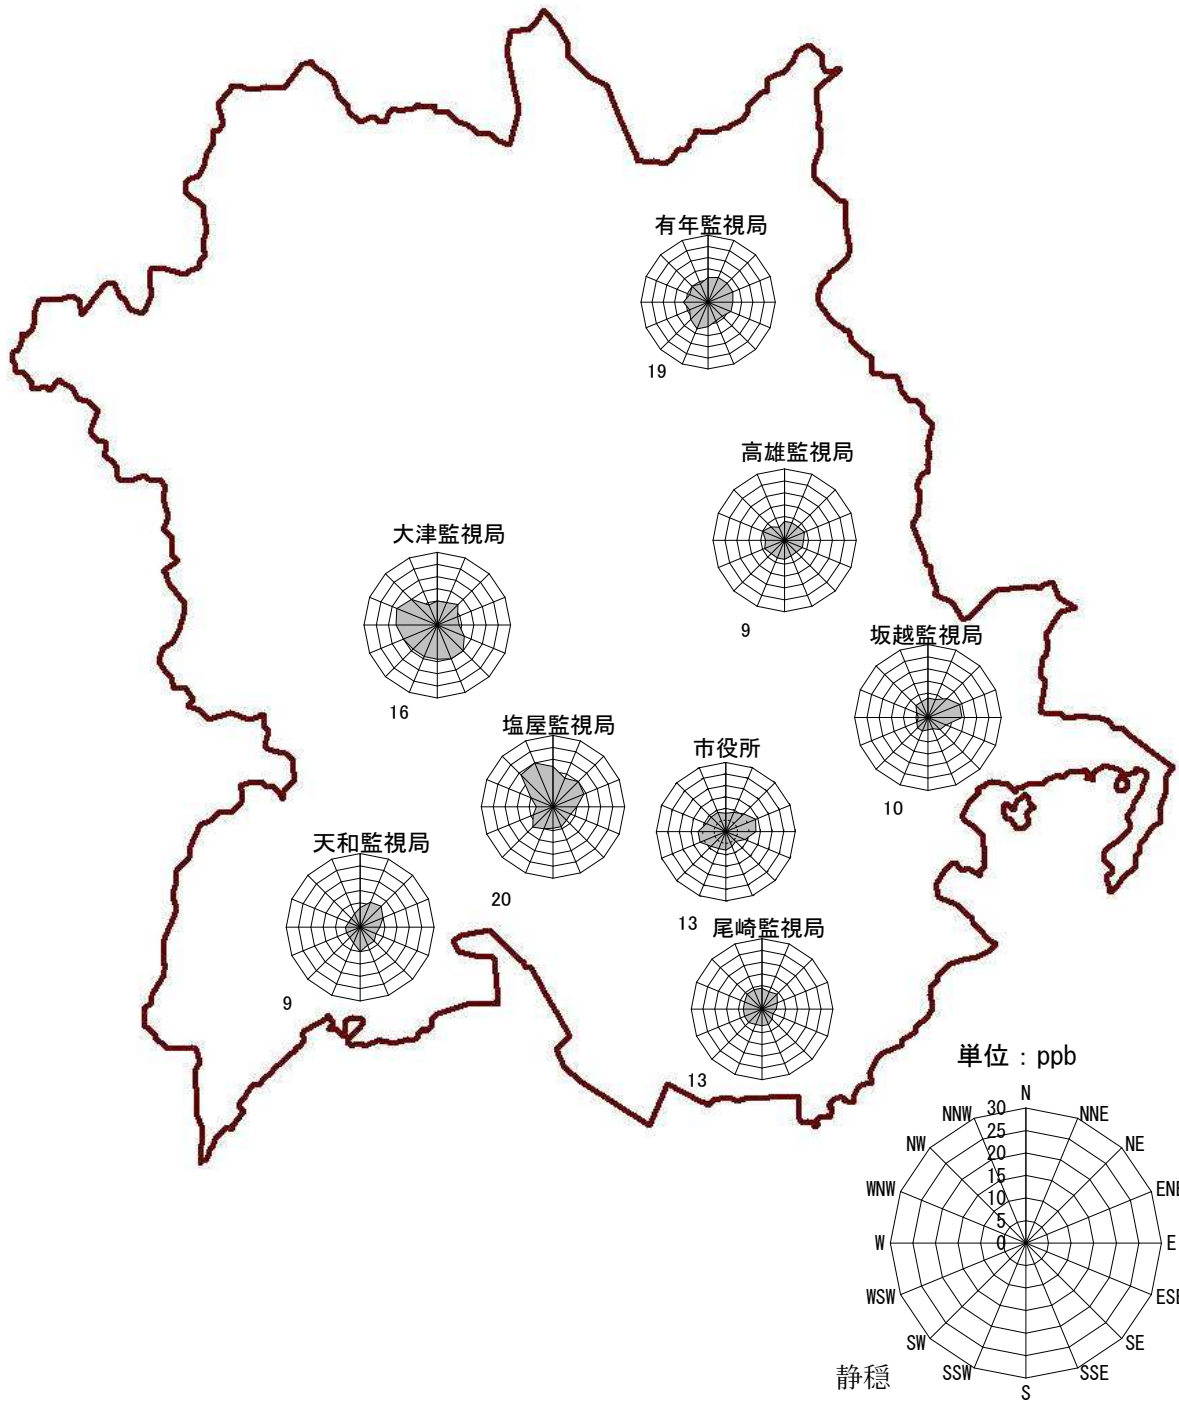 有年監視局
19
高雄監視局
9
大津監視局
16
坂越監視局
10
塩屋監視局
20
市役所
13
天和監視局
9
尾崎監視局
13
単位：ppb
N
NNE
NE
ENE
E
ESE
SE
SSE
S
SSW
SW
WSW
W
WNW
NW
NNW
30
25
20
15
10
5
0
静穏